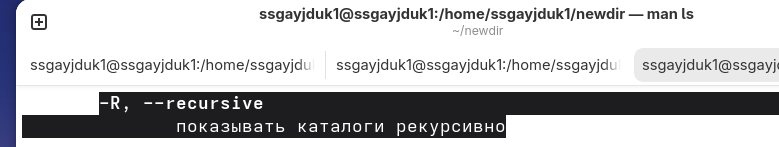 ssgayjduk1@ssgayjduk1:/home/ssgayjduk1/newdir — man ls
~/newdir
ssgayjduk1@ssgayjduk1:/home/ssgayjdu
ssgayjduk1@ssgayjduk1:/home/ssgayjdu
ssgayjduk1@ssgayj
-R, --recursive
показывать каталоги рекурсивно